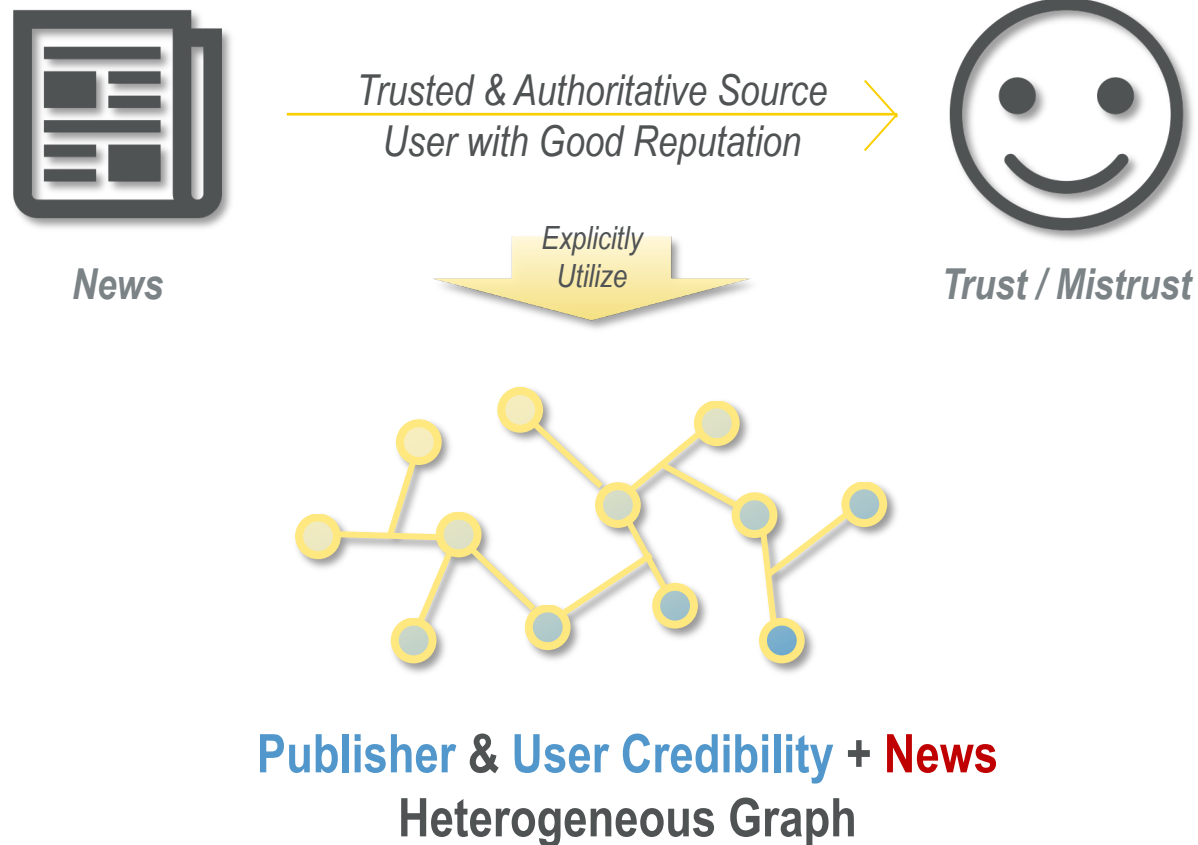 Trusted & Authoritative Source
User with Good Reputation
Explicitly
Utilize
News
Trust / Mistrust
Publisher & User Credibility + News
Heterogeneous Graph